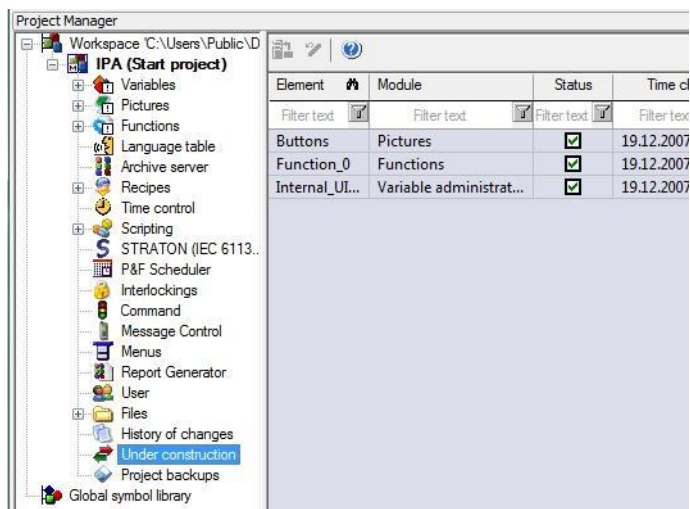 Project Manager
Workspace 'C:\Users\Public\D
IPA (Start project)
Variables
Pictures
Functions
Language table
Archive server
Recipes
Time control
Scripting
STRATON (IEC 6113..
P&F Scheduler
Interlockings
Command
Message Control
Menus
Report Generator
User
Files
History of changes
Under construction
Project backups
Global symbol library
Element Module Status Time cl
Filter text Filter text Filter text Filter tex
Buttons Pictures 19.12.2007
Function_0 Functions 19.12.2007
Internal_UI... Variable administrat... 19.12.2007